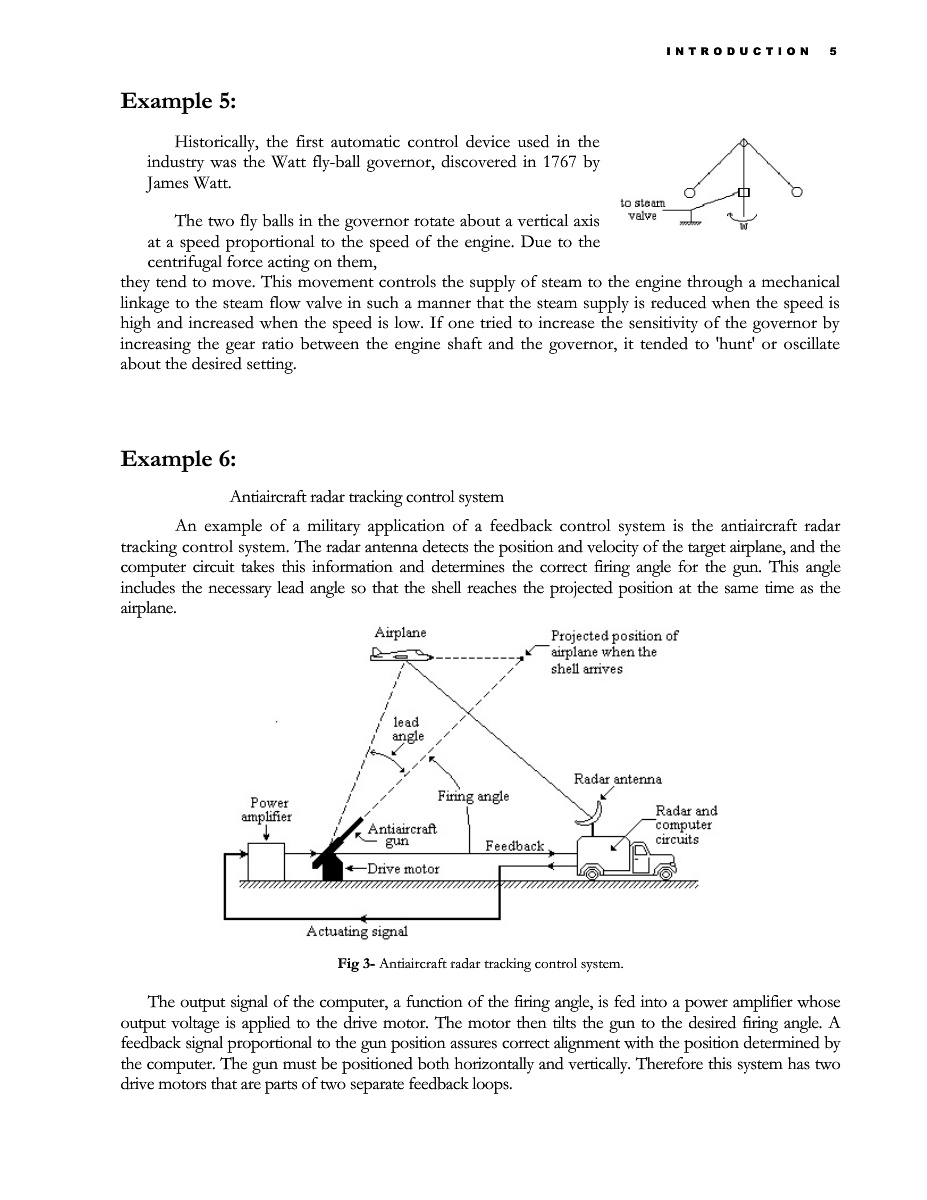 INTRODUCTION 5
Example 5:
Historically, the first automatic control device used in the
industry was the Watt fly-ball governor, discovered in 1767 by
James Watt.
to steam
valve
w
The two fly balls in the governor rotate about a vertical axis
at a speed proportional to the speed of the engine. Due to the
centrifugal force acting on them,
they tend to move. This movement controls the supply of steam to the engine through a mechanical
linkage to the steam flow valve in such a manner that the steam supply is reduced when the speed is
high and increased when the speed is low. If one tried to increase the sensitivity of the governor by
increasing the gear ratio between the engine shaft and the governor, it tended to 'hunt' or oscillate
about the desired setting.
Example 6:
Antiaircraft radar tracking control system
An example of a military application of a feedback control system is the antiaircraft radar
tracking control system. The radar antenna detects the position and velocity of the target airplane, and the
computer circuit takes this information and determines the correct firing angle for the gun. This angle
includes the necessary lead angle so that the shell reaches the projected position at the same time as the
airplane.
Airplane
Projected position of
airplane when the
shell arrives
lead
angle
Radar antenna
Firing angle
Power
amplifier
Radar and
computer
circuits
Antiaircraft
gun
Feedback
Drive motor
Actuating signal
Fig 3- Antiaircraft radar tracking control system.
The output signal of the computer, a function of the firing angle, is fed into a power amplifier whose
output voltage is applied to the drive motor. The motor then tilts the gun to the desired firing angle. A
feedback signal proportional to the gun position assures correct alignment with the position determined by
the computer. The gun must be positioned both horizontally and vertically. Therefore this system has two
drive motors that are parts of two separate feedback loops.